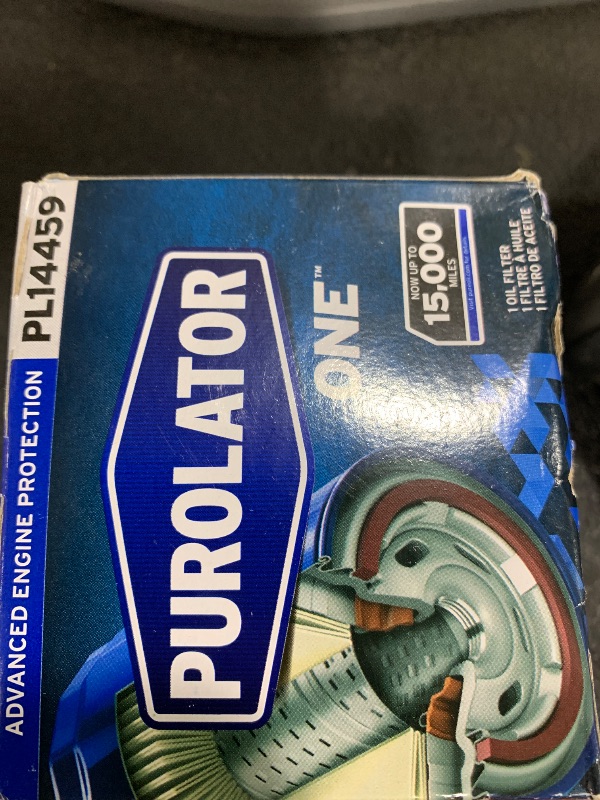 ADVANCED ENGINE PROTECTION PL14459
PUROLATOR
ONE™
NOW UP TO
15,000
MILES
1 OIL FILTER
1 FILTRE À HUILE
1 FILTRO DE ACEITE